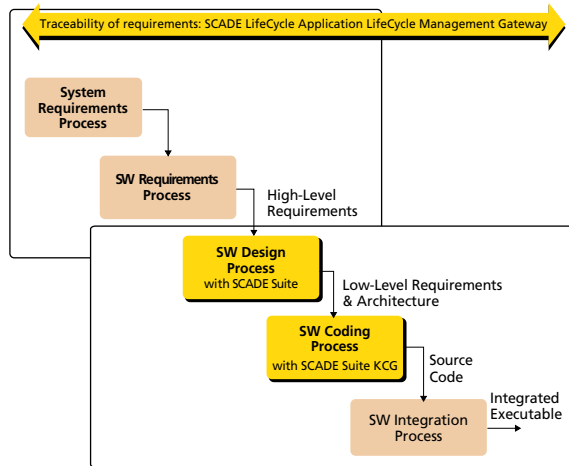 Traceability of requirements: SCADE LifeCycle Application LifeCycle Management Gateway
System
Requirements
Process
SW Requirements
Process
High-Level
Requirements
SW Design
Process
with SCADE Suite
Low-Level Requirements
& Architecture
SW Coding
Process
with SCADE Suite KCG
Source
Code
Integrated
Executable
SW Integration
Process